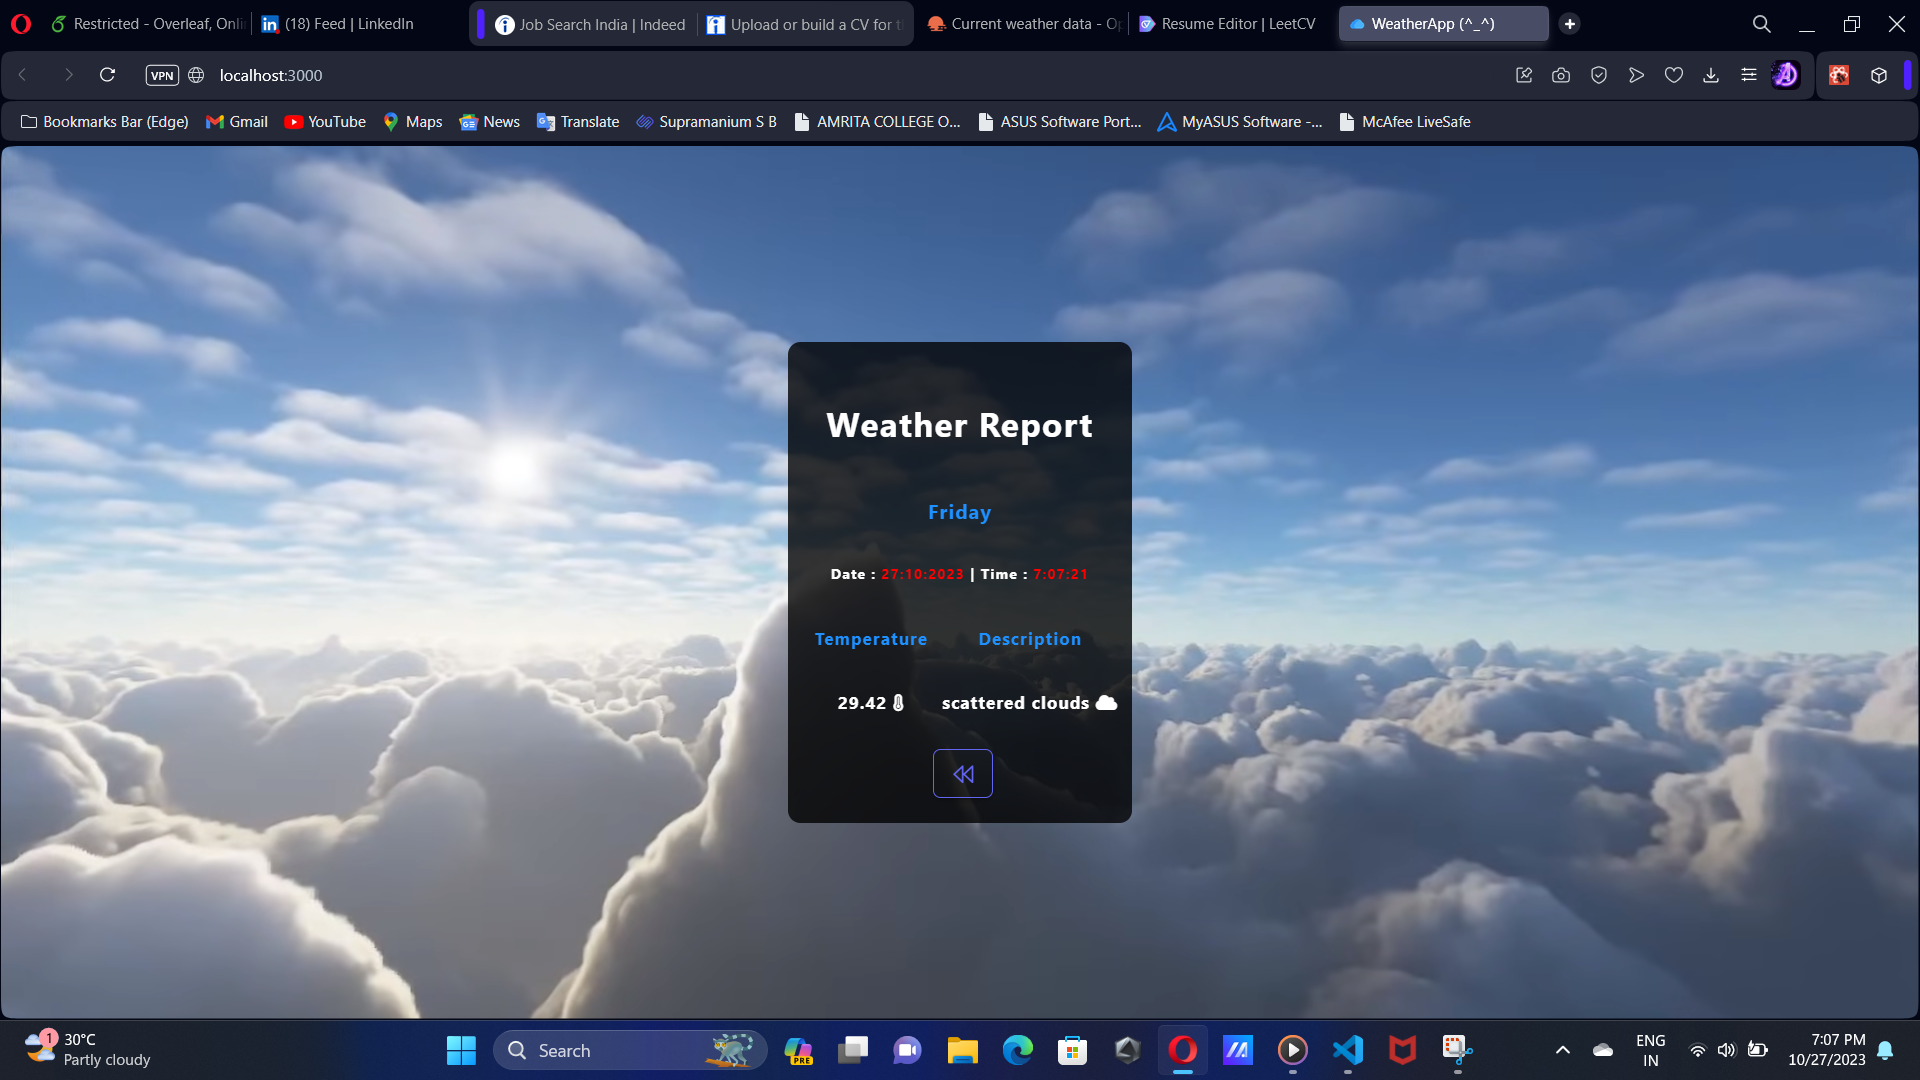 Restricted - Overleaf, Onli
(18) Feed | LinkedIn
Job Search India | Indeed
Upload or build a CV for t
Current weather data - Op
Resume Editor | LeetCV
WeatherApp (^_^)
VPN
localhost:3000
Bookmarks Bar (Edge)
Gmail
YouTube
Maps
News
Translate
Supramanium S B
AMRITA COLLEGE O...
ASUS Software Port...
MyASUS Software -...
McAfee LiveSafe
Weather Report
Friday
Date : 27:10:2023 | Time : 7:07:21
Temperature Description
29.42 scattered clouds
1
30°C
Partly cloudy
Search
PRE
ENG
IN
7:07 PM
10/27/2023